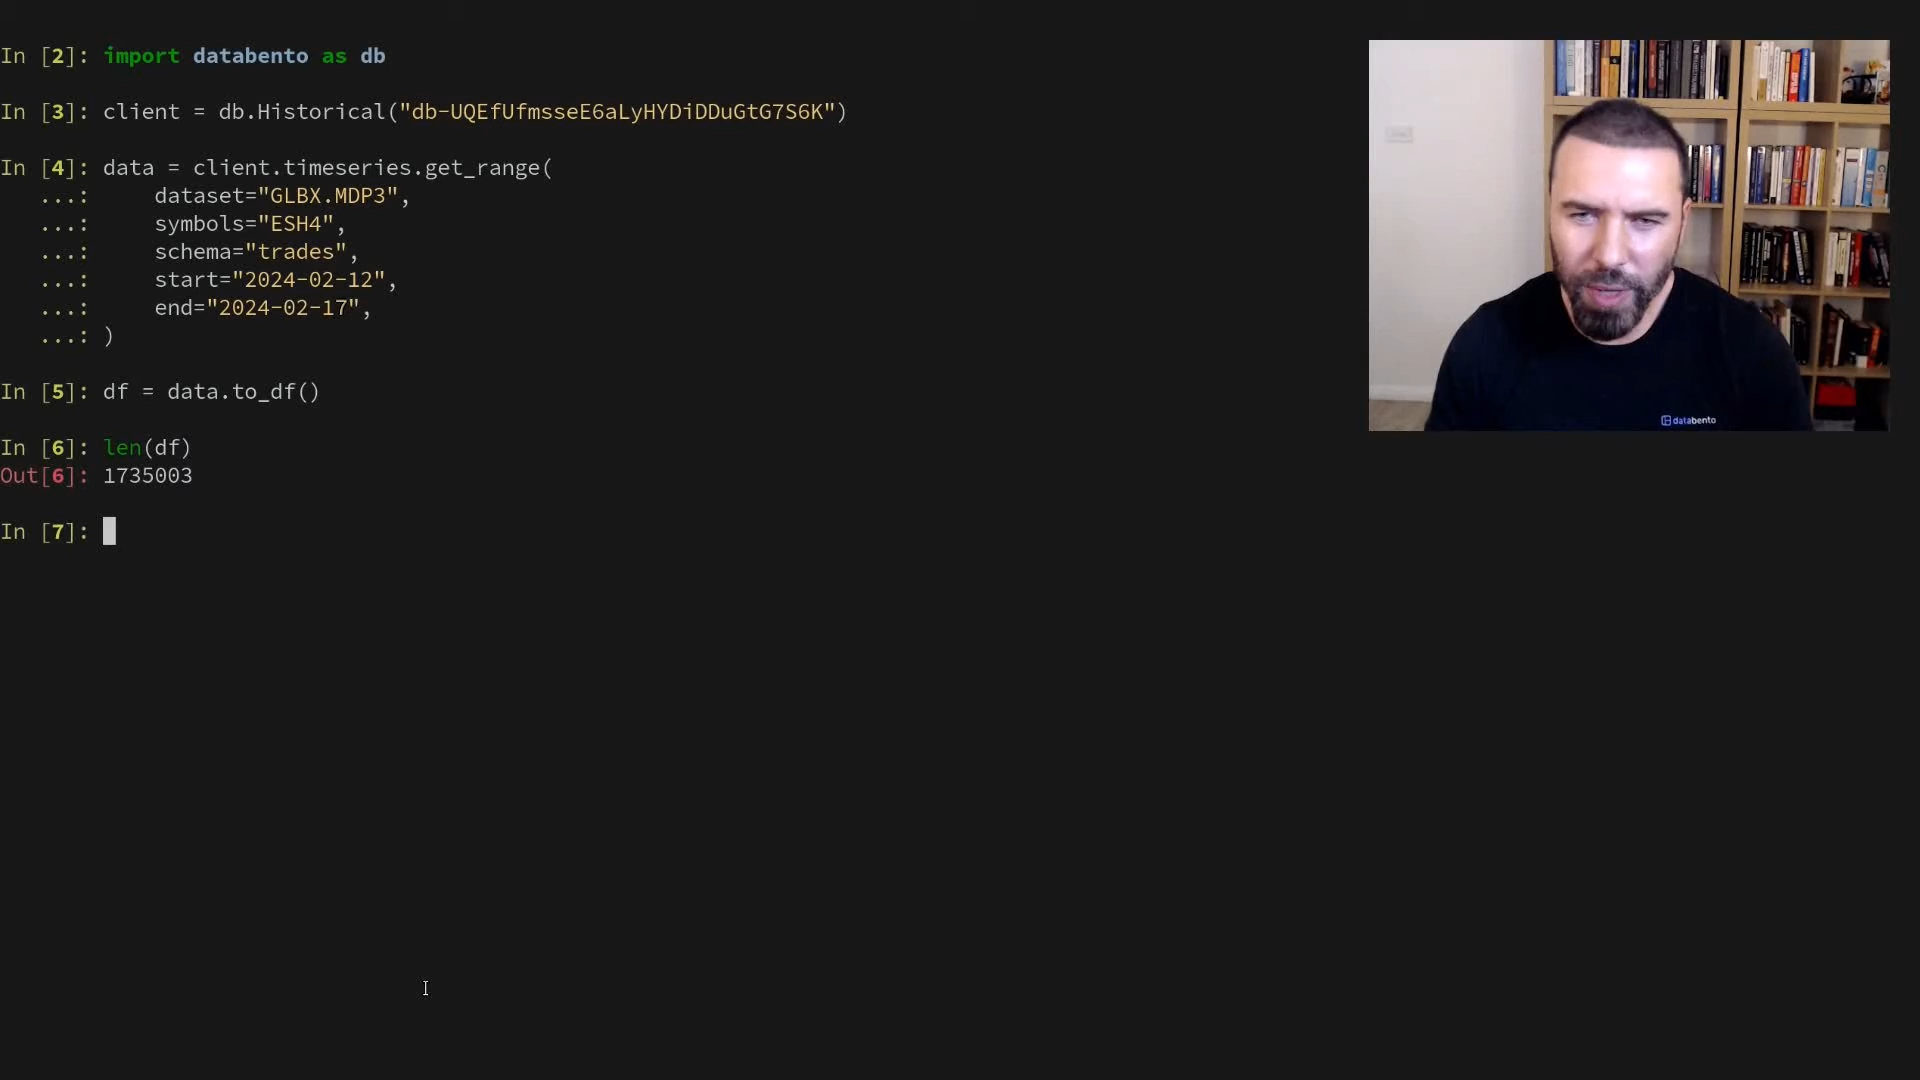 In [2]: import databento as db
In [3]: client = db.Historical("db-UQEfUfmsseE6aLyHYDiDDuGtG7S6K")
In [4]: data = client.timeseries.get_range(
...: dataset="GLBX.MDP3",
...: symbols="ESH4",
...: schema="trades",
...: start="2024-02-12",
...: end="2024-02-17",
...: )
In [5]: df = data.to_df()
In [6]: len(df)
Out[6]: 1735003
In [7]:
databento